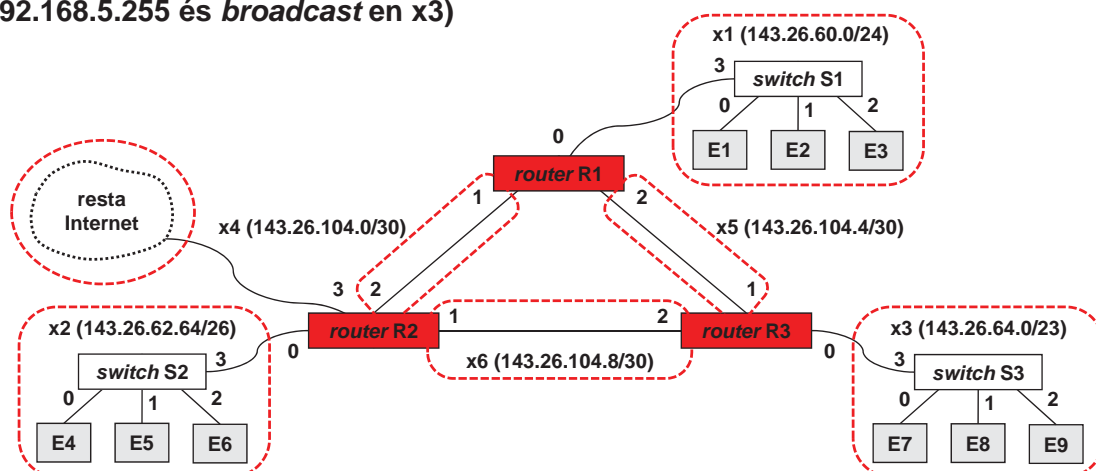 92.168.5.255 és broadcast en x3)
x1 (143.26.60.0/24)
3
switch S1
0
1
2
E1
E2
E3
0
router R1
1
2
resta
Internet
x4 (143.26.104.0/30)
x5 (143.26.104.4/30)
3
2
1
x2 (143.26.62.64/26)
router R2
1
2
router R3
x3 (143.26.64.0/23)
0
x6 (143.26.104.8/30)
0
3
switch S2
0
1
2
E4
E5
E6
3
switch S3
0
1
2
E7
E8
E9